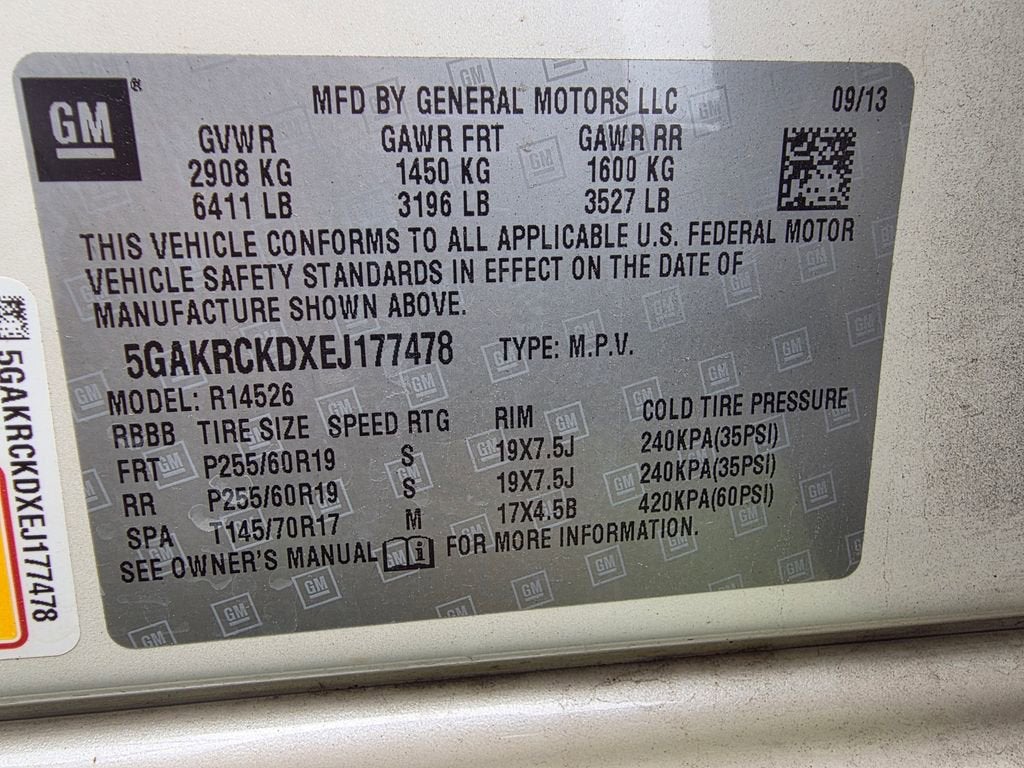 GM ®
MFD BY GENERAL MOTORS LLC 09/13
GVWR GAWR FRT GAWR RR
2908 KG 1450 KG 1600 KG
6411 LB 3196 LB 3527 LB
THIS VEHICLE CONFORMS TO ALL APPLICABLE U.S. FEDERAL MOTOR
VEHICLE SAFETY STANDARDS IN EFFECT ON THE DATE OF
MANUFACTURE SHOWN ABOVE.
5GAKRCKDXEJ177478 TYPE: M.P.V.
MODEL: R14526
RBBB TIRE SIZE SPEED RTG RIM COLD TIRE PRESSURE
FRT P255/60R19 S 19X7.5J 240KPA(35PSI)
RR P255/60R19 S 19X7.5J 240KPA(35PSI)
SPA T145/70R17 M 17X4.5B 420KPA(60PSI)
SEE OWNER'S MANUAL i FOR MORE INFORMATION.
5GAKRCKDXEJ177478